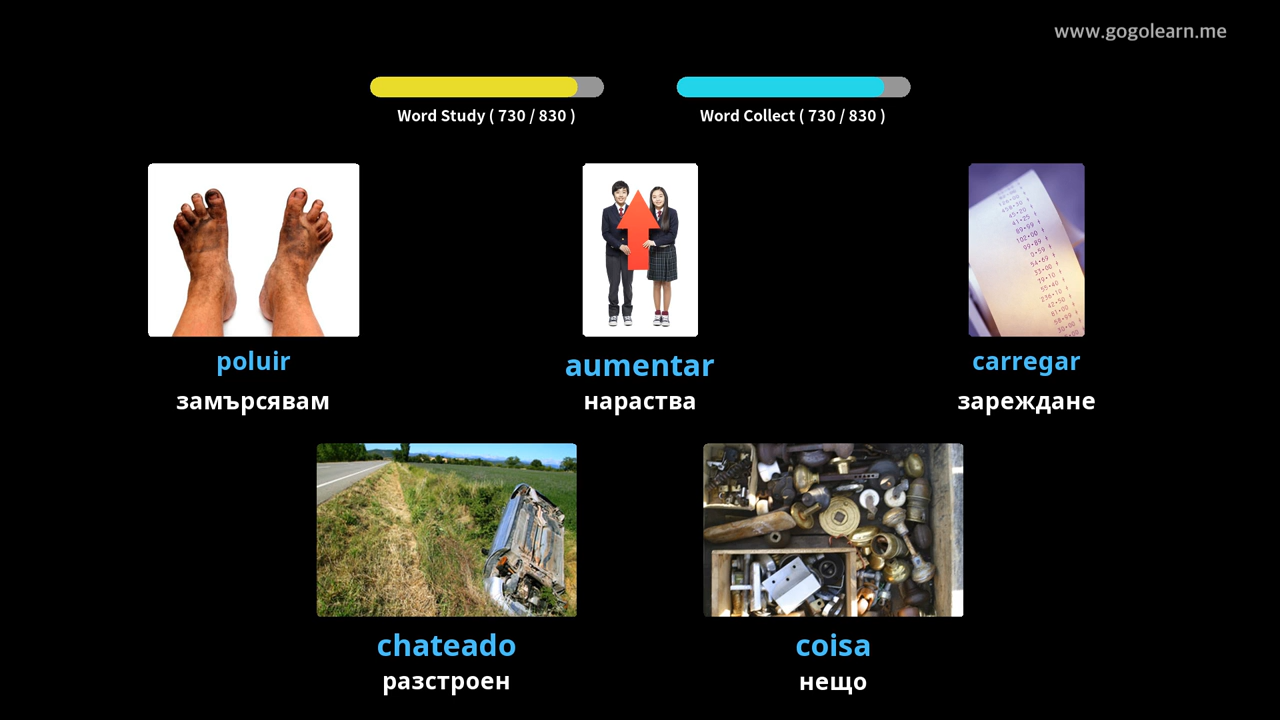 www.gogolearn.me
Word Study ( 730 / 830 )
Word Collect ( 730 / 830 )
poluir
замърсявам
aumentar
нараства
carregar
зареждане
chateado
разстроен
coisa
нещо